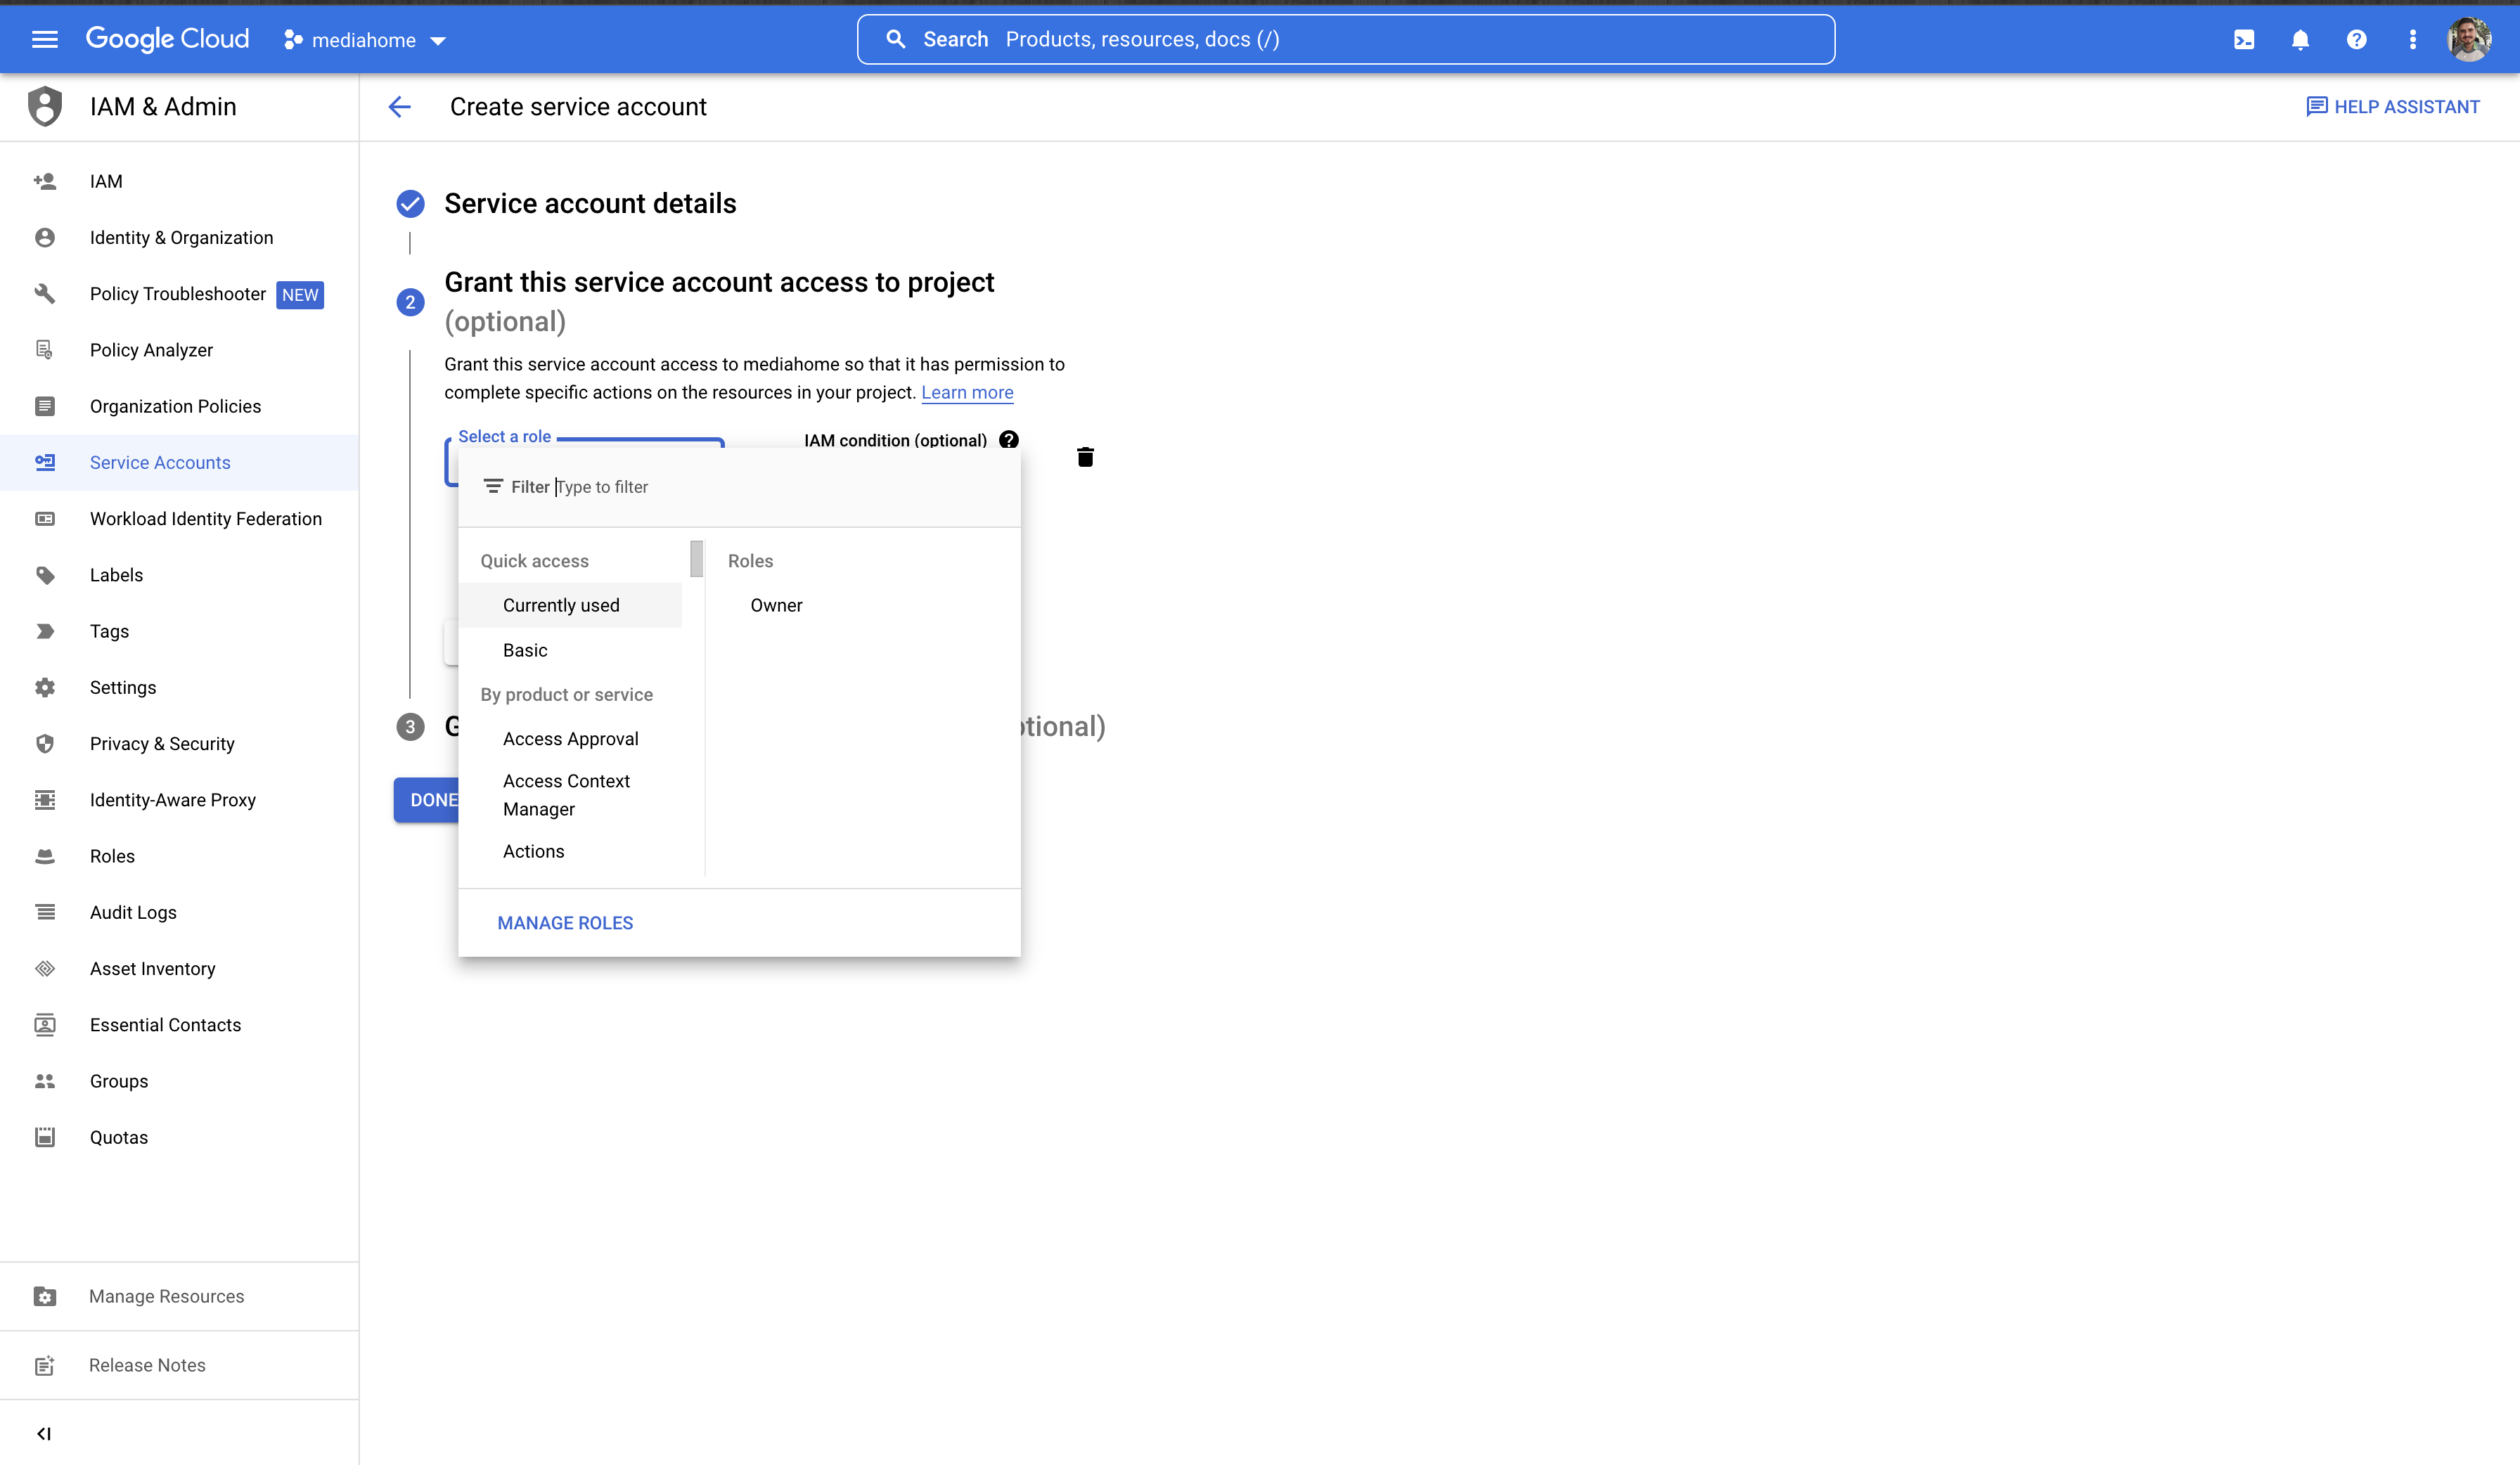 Google Cloud
mediahome
Search Products, resources, docs (/)
IAM & Admin
Create service account
HELP ASSISTANT
IAM
Identity & Organization
Policy Troubleshooter NEW
Policy Analyzer
Organization Policies
Service Accounts
Workload Identity Federation
Labels
Tags
Settings
Privacy & Security
Identity-Aware Proxy
Roles
Audit Logs
Asset Inventory
Essential Contacts
Groups
Quotas
Manage Resources
Release Notes
Service account details
2
Grant this service account access to project
(optional)
Grant this service account access to mediahome so that it has permission to
complete specific actions on the resources in your project. Learn more
Select a role
IAM condition (optional)
Filter Type to filter
Quick access
Currently used
Basic
By product or service
Access Approval
Access Context
Manager
Actions
Roles
Owner
MANAGE ROLES
3
DONE